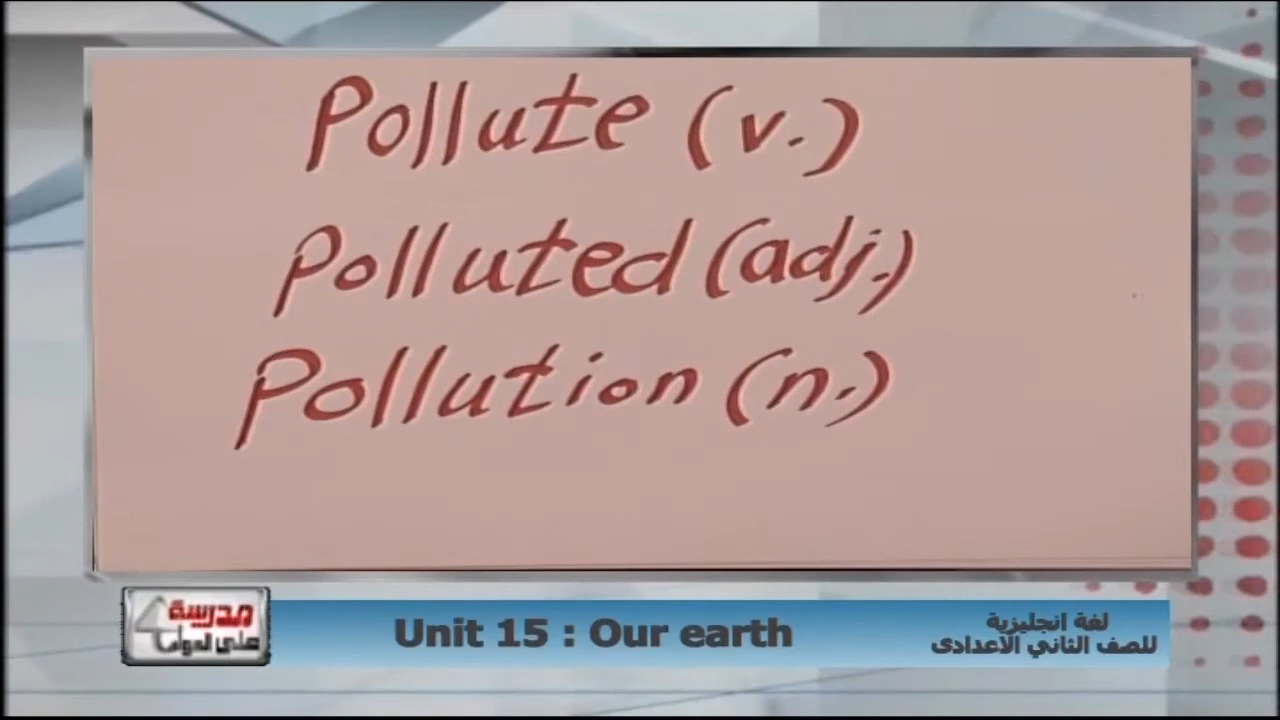 Pollute (v.)
Polluted (adj.)
Pollution (n.)
مدرسة
على الهواء
Unit 15 : Our earth
لغة انجليزية
للصف الثاني الاعدادى